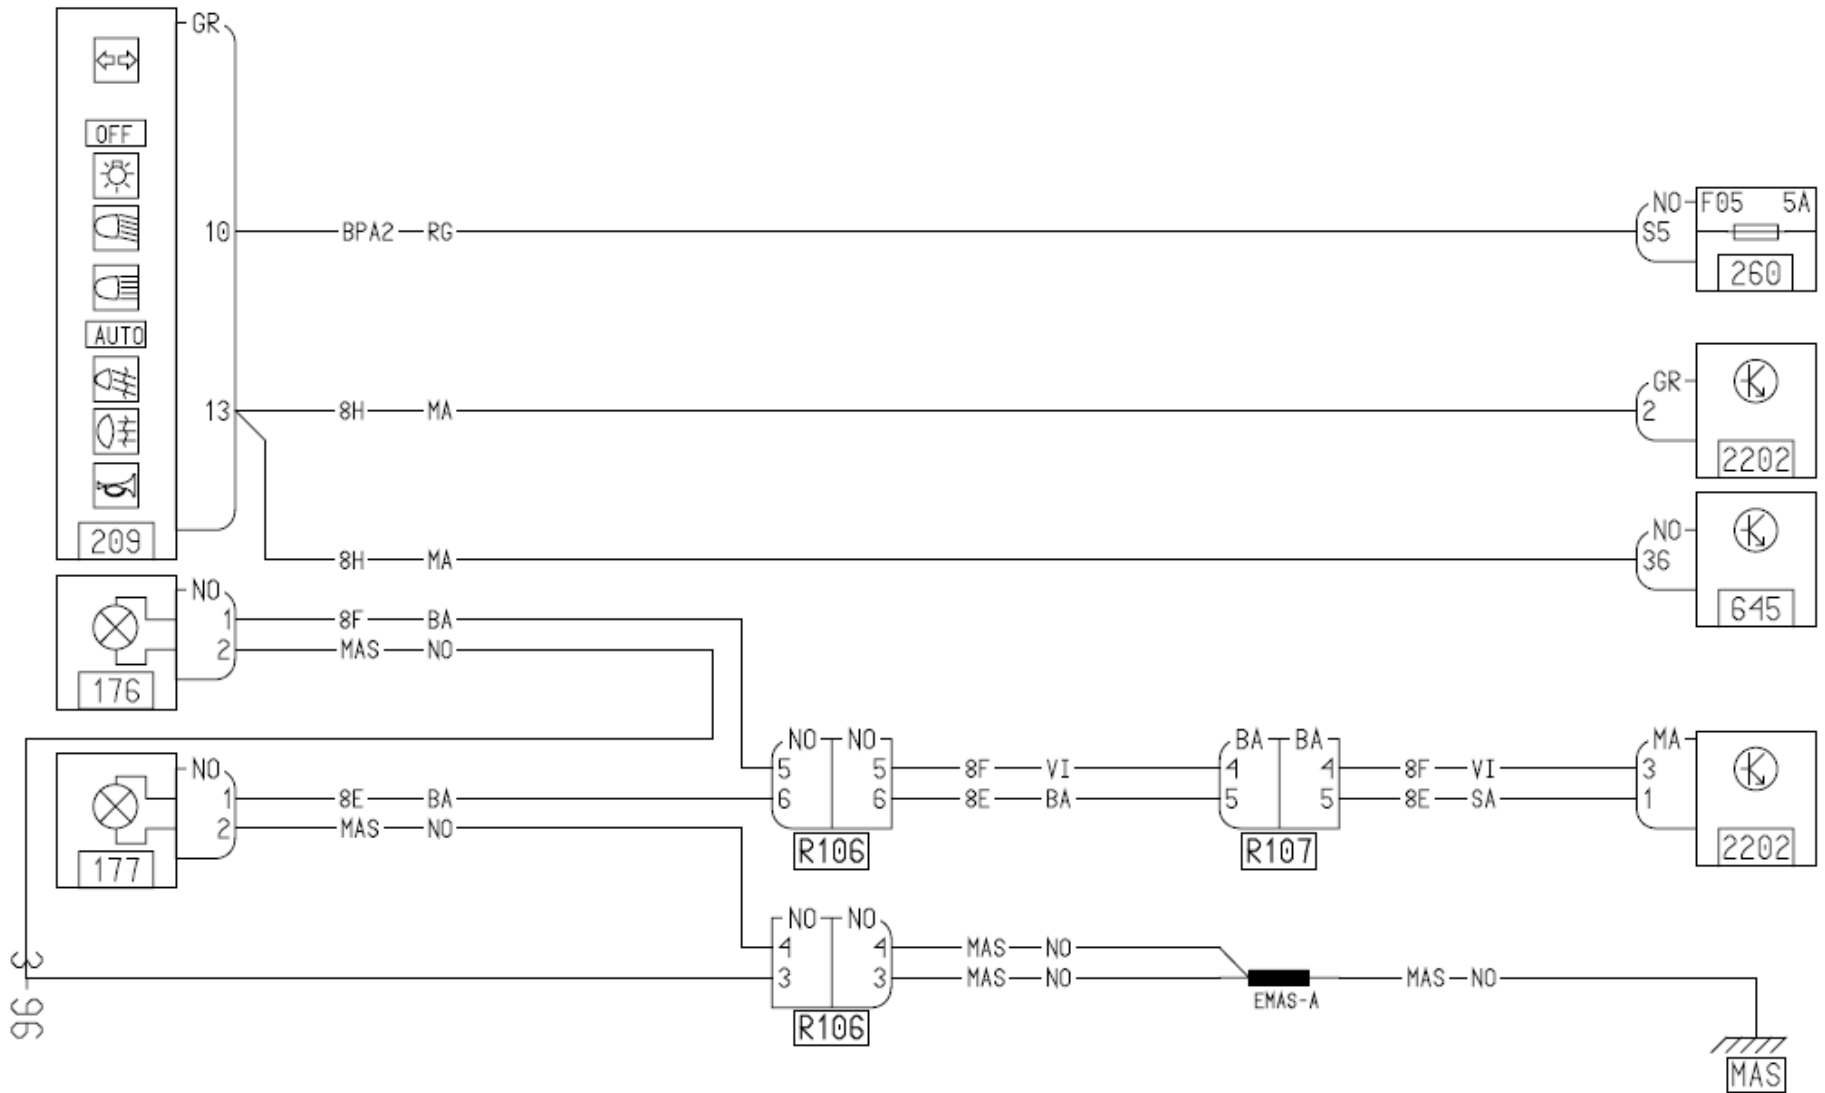 GR
OFF
NO F05 5A
10 BPA2 RG S5
260
AUTO
GR
13 8H MA 2
2202
209
NO
8H MA 36
645
NO
1 8F BA
2 MAS NO
176
NO NO BA BA MA
NO
5 5 8F VI 4 4 8F VI 3
1 8E BA 6 6 8E BA 5 5 8E SA 1
2 MAS NO
R106 R107 2202
177
NO NO
4 4 MAS NO
3 3 MAS NO MAS NO
EMAS-A
R106
3
96
MAS